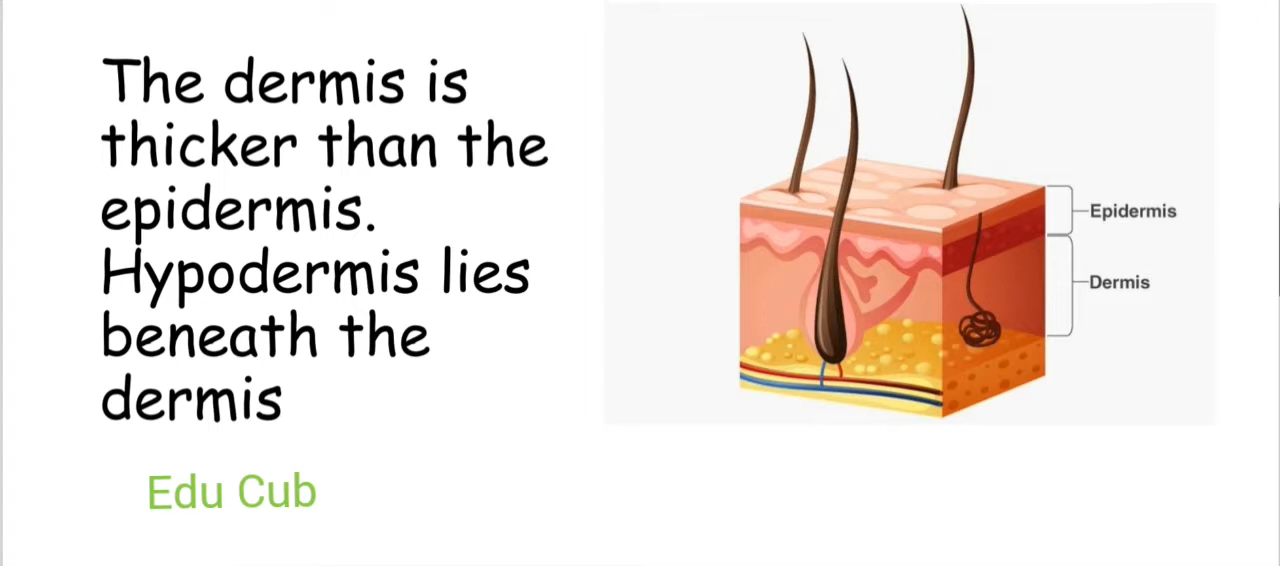 The dermis is
thicker than the
epidermis.
Hypodermis lies
beneath the
dermis
Edu Cub
Epidermis
Dermis